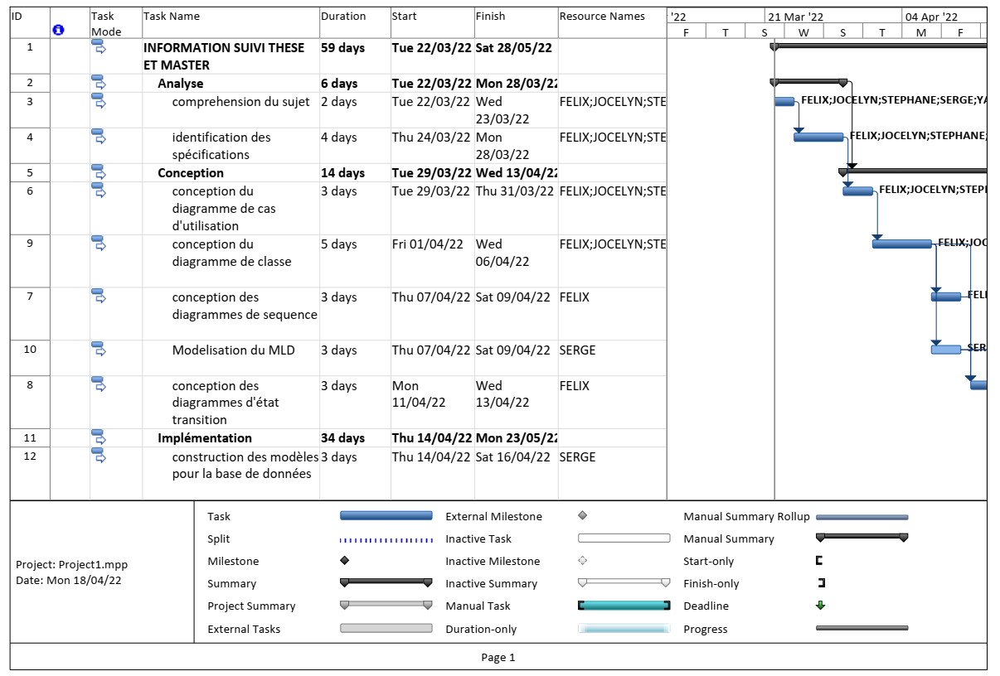 ID Task Mode Task Name Duration Start Finish Resource Names '22 21 Mar '22 04 Apr '22
F T S W S T M F
1 INFORMATION SUIVI THESE ET MASTER 59 days Tue 22/03/22 Sat 28/05/22
2 Analyse 6 days Tue 22/03/22 Mon 28/03/22
3 comprehension du sujet 2 days Tue 22/03/22 Wed 23/03/22 FELIX;JOCELYN;STE FELIX;JOCELYN;STEPHANE;SERGE;YA
4 identification des spécifications 4 days Thu 24/03/22 Mon 28/03/22 FELIX;JOCELYN;STE FELIX;JOCELYN;STEPHANE;
5 Conception 14 days Tue 29/03/22 Wed 13/04/22
6 conception du diagramme de cas d'utilisation 3 days Tue 29/03/22 Thu 31/03/22 FELIX;JOCELYN;STE FELIX;JOCELYN;STEPH
9 conception du diagramme de classe 5 days Fri 01/04/22 Wed 06/04/22 FELIX;JOCELYN;STE FELIX;JOC
7 conception des diagrammes de sequence 3 days Thu 07/04/22 Sat 09/04/22 FELIX FELI
10 Modelisation du MLD 3 days Thu 07/04/22 Sat 09/04/22 SERGE SER
8 conception des diagrammes d'état transition 3 days Mon 11/04/22 Wed 13/04/22 FELIX
11 Implémentation 34 days Thu 14/04/22 Mon 23/05/22
12 construction des modèles pour la base de données 3 days Thu 14/04/22 Sat 16/04/22 SERGE
Project: Project1.mpp
Date: Mon 18/04/22
Task External Milestone Manual Summary Rollup
Split Inactive Task Manual Summary
Milestone Inactive Milestone Start-only
Summary Inactive Summary Finish-only
Project Summary Manual Task Deadline
External Tasks Duration-only Progress
Page 1